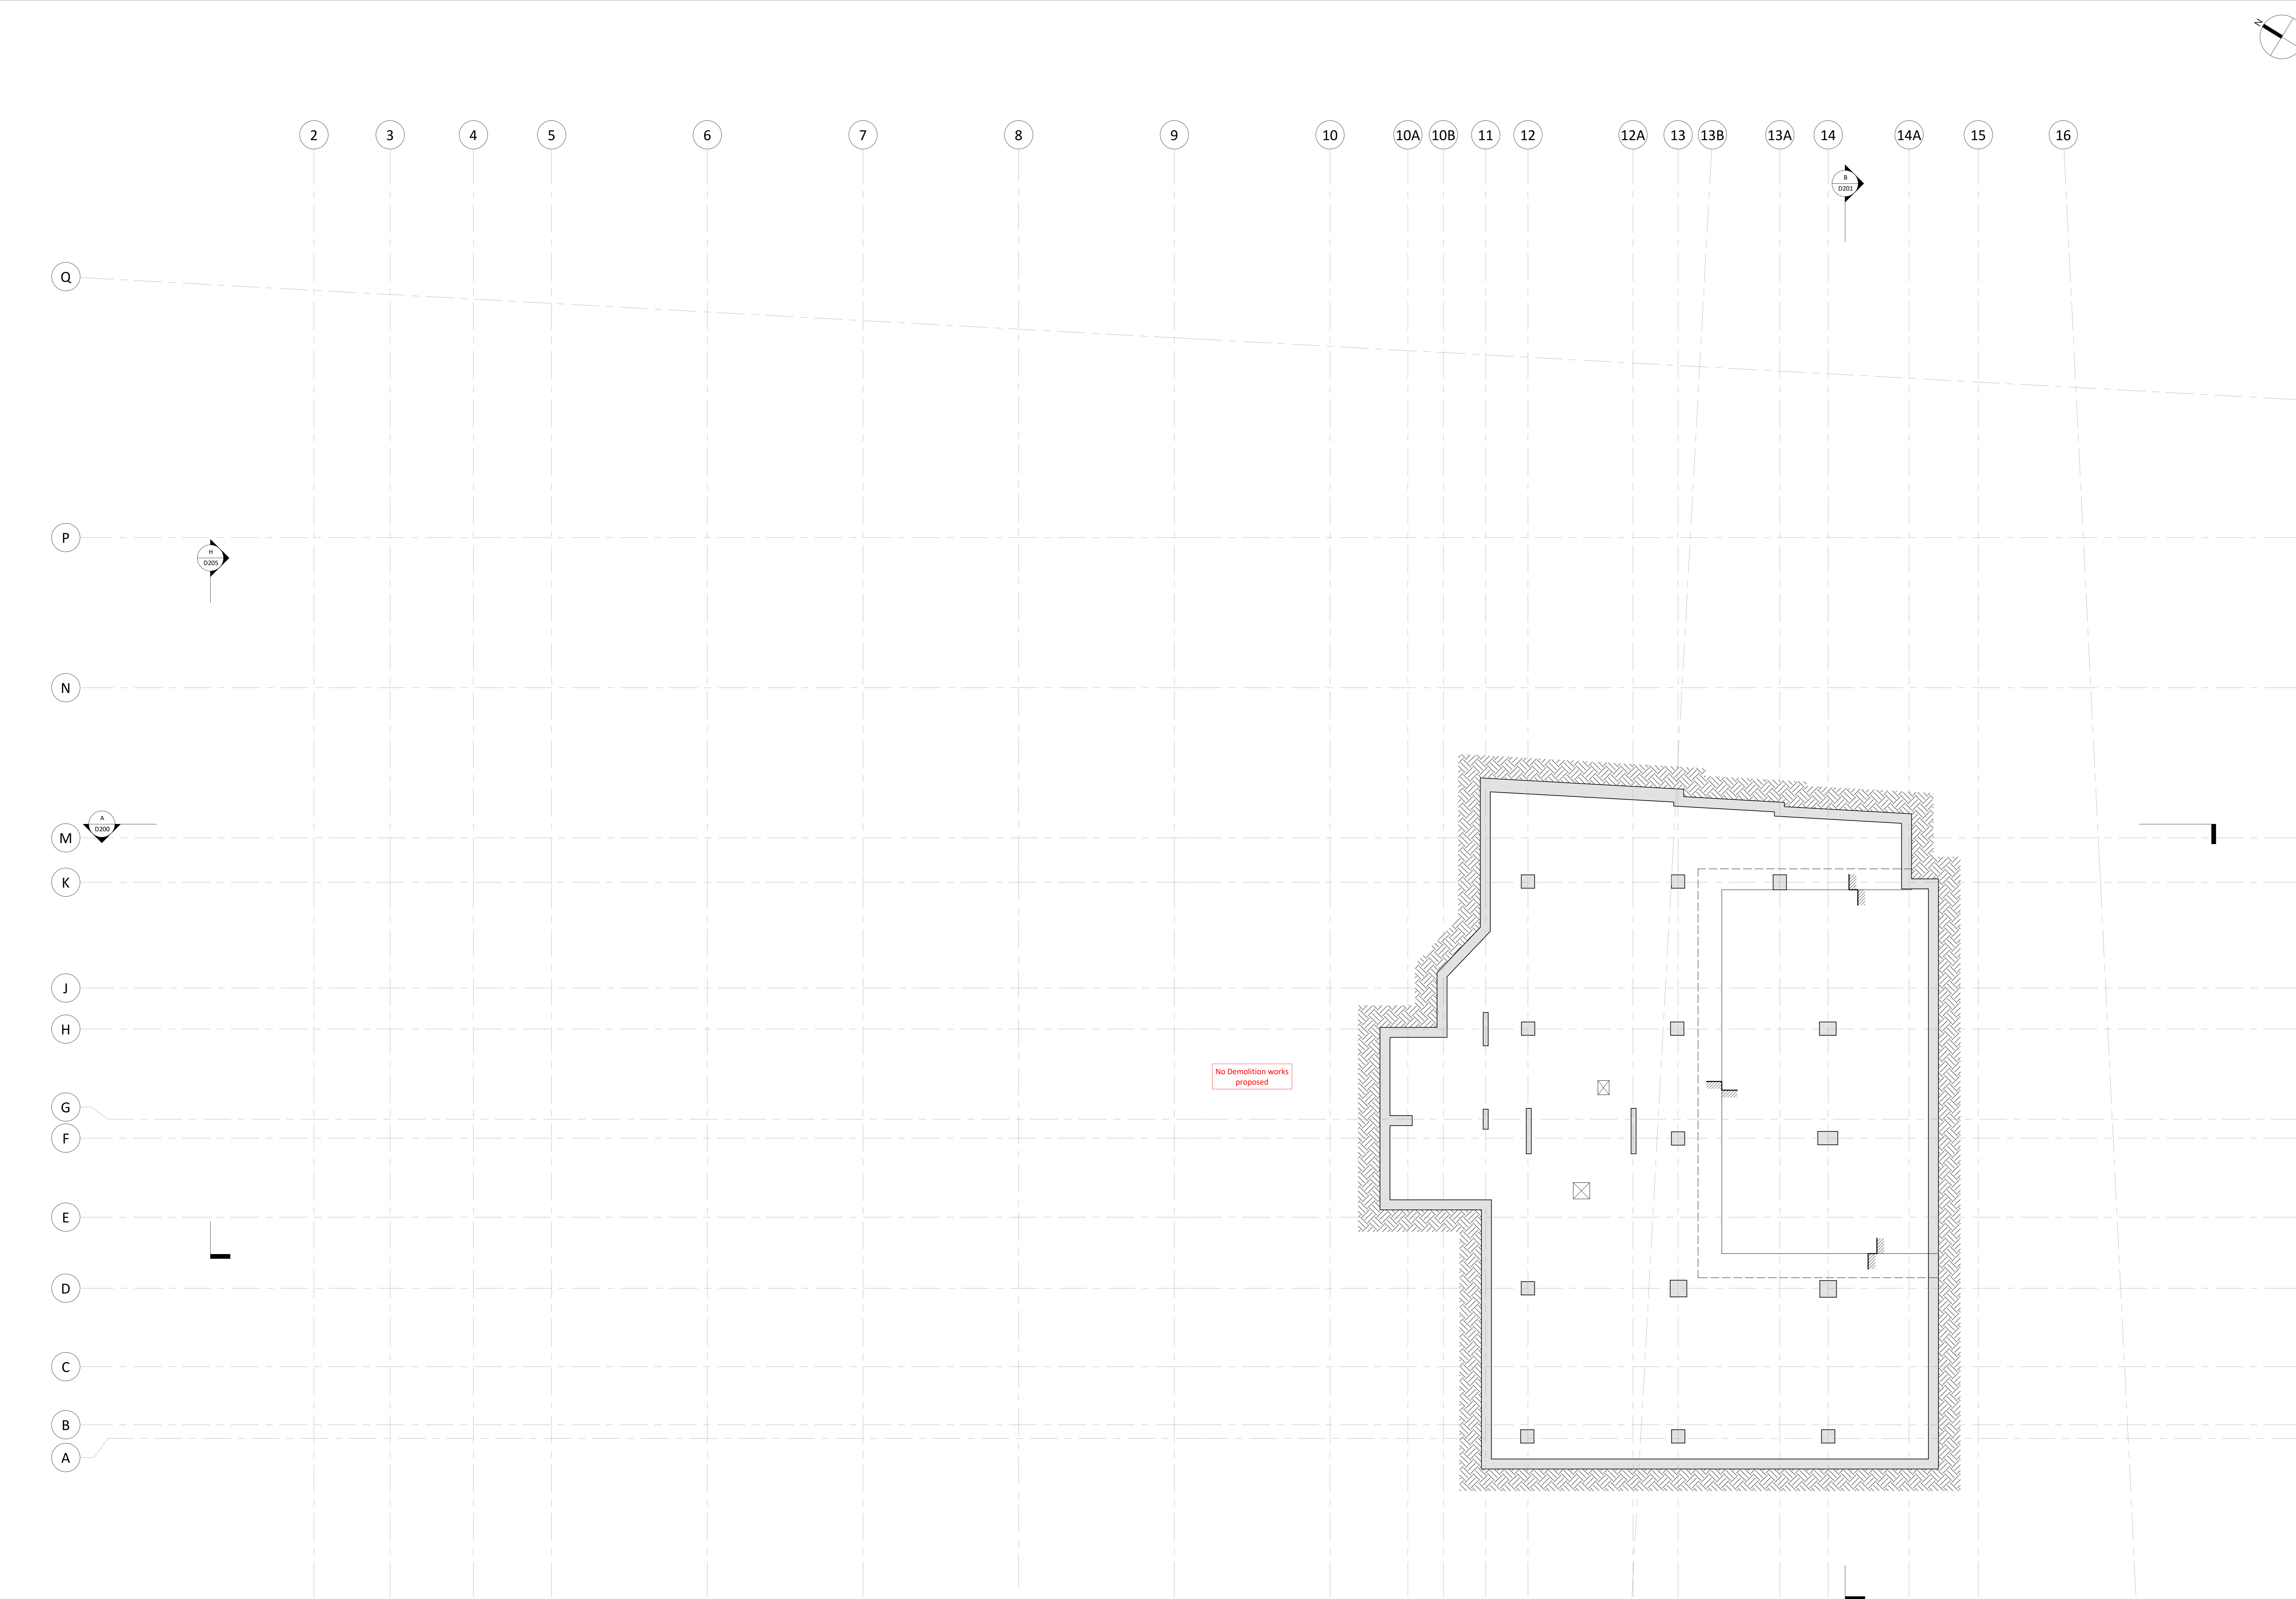 N
2 3 4 5 6 7 8 9 10 10A 10B 11 12 12A 13 13B 13A 14 14A 15 16
B
D201
Q
P
H
D205
N
A
D200
M
K
J
H
No Demolition works
proposed
G
F
E
D
C
B
A